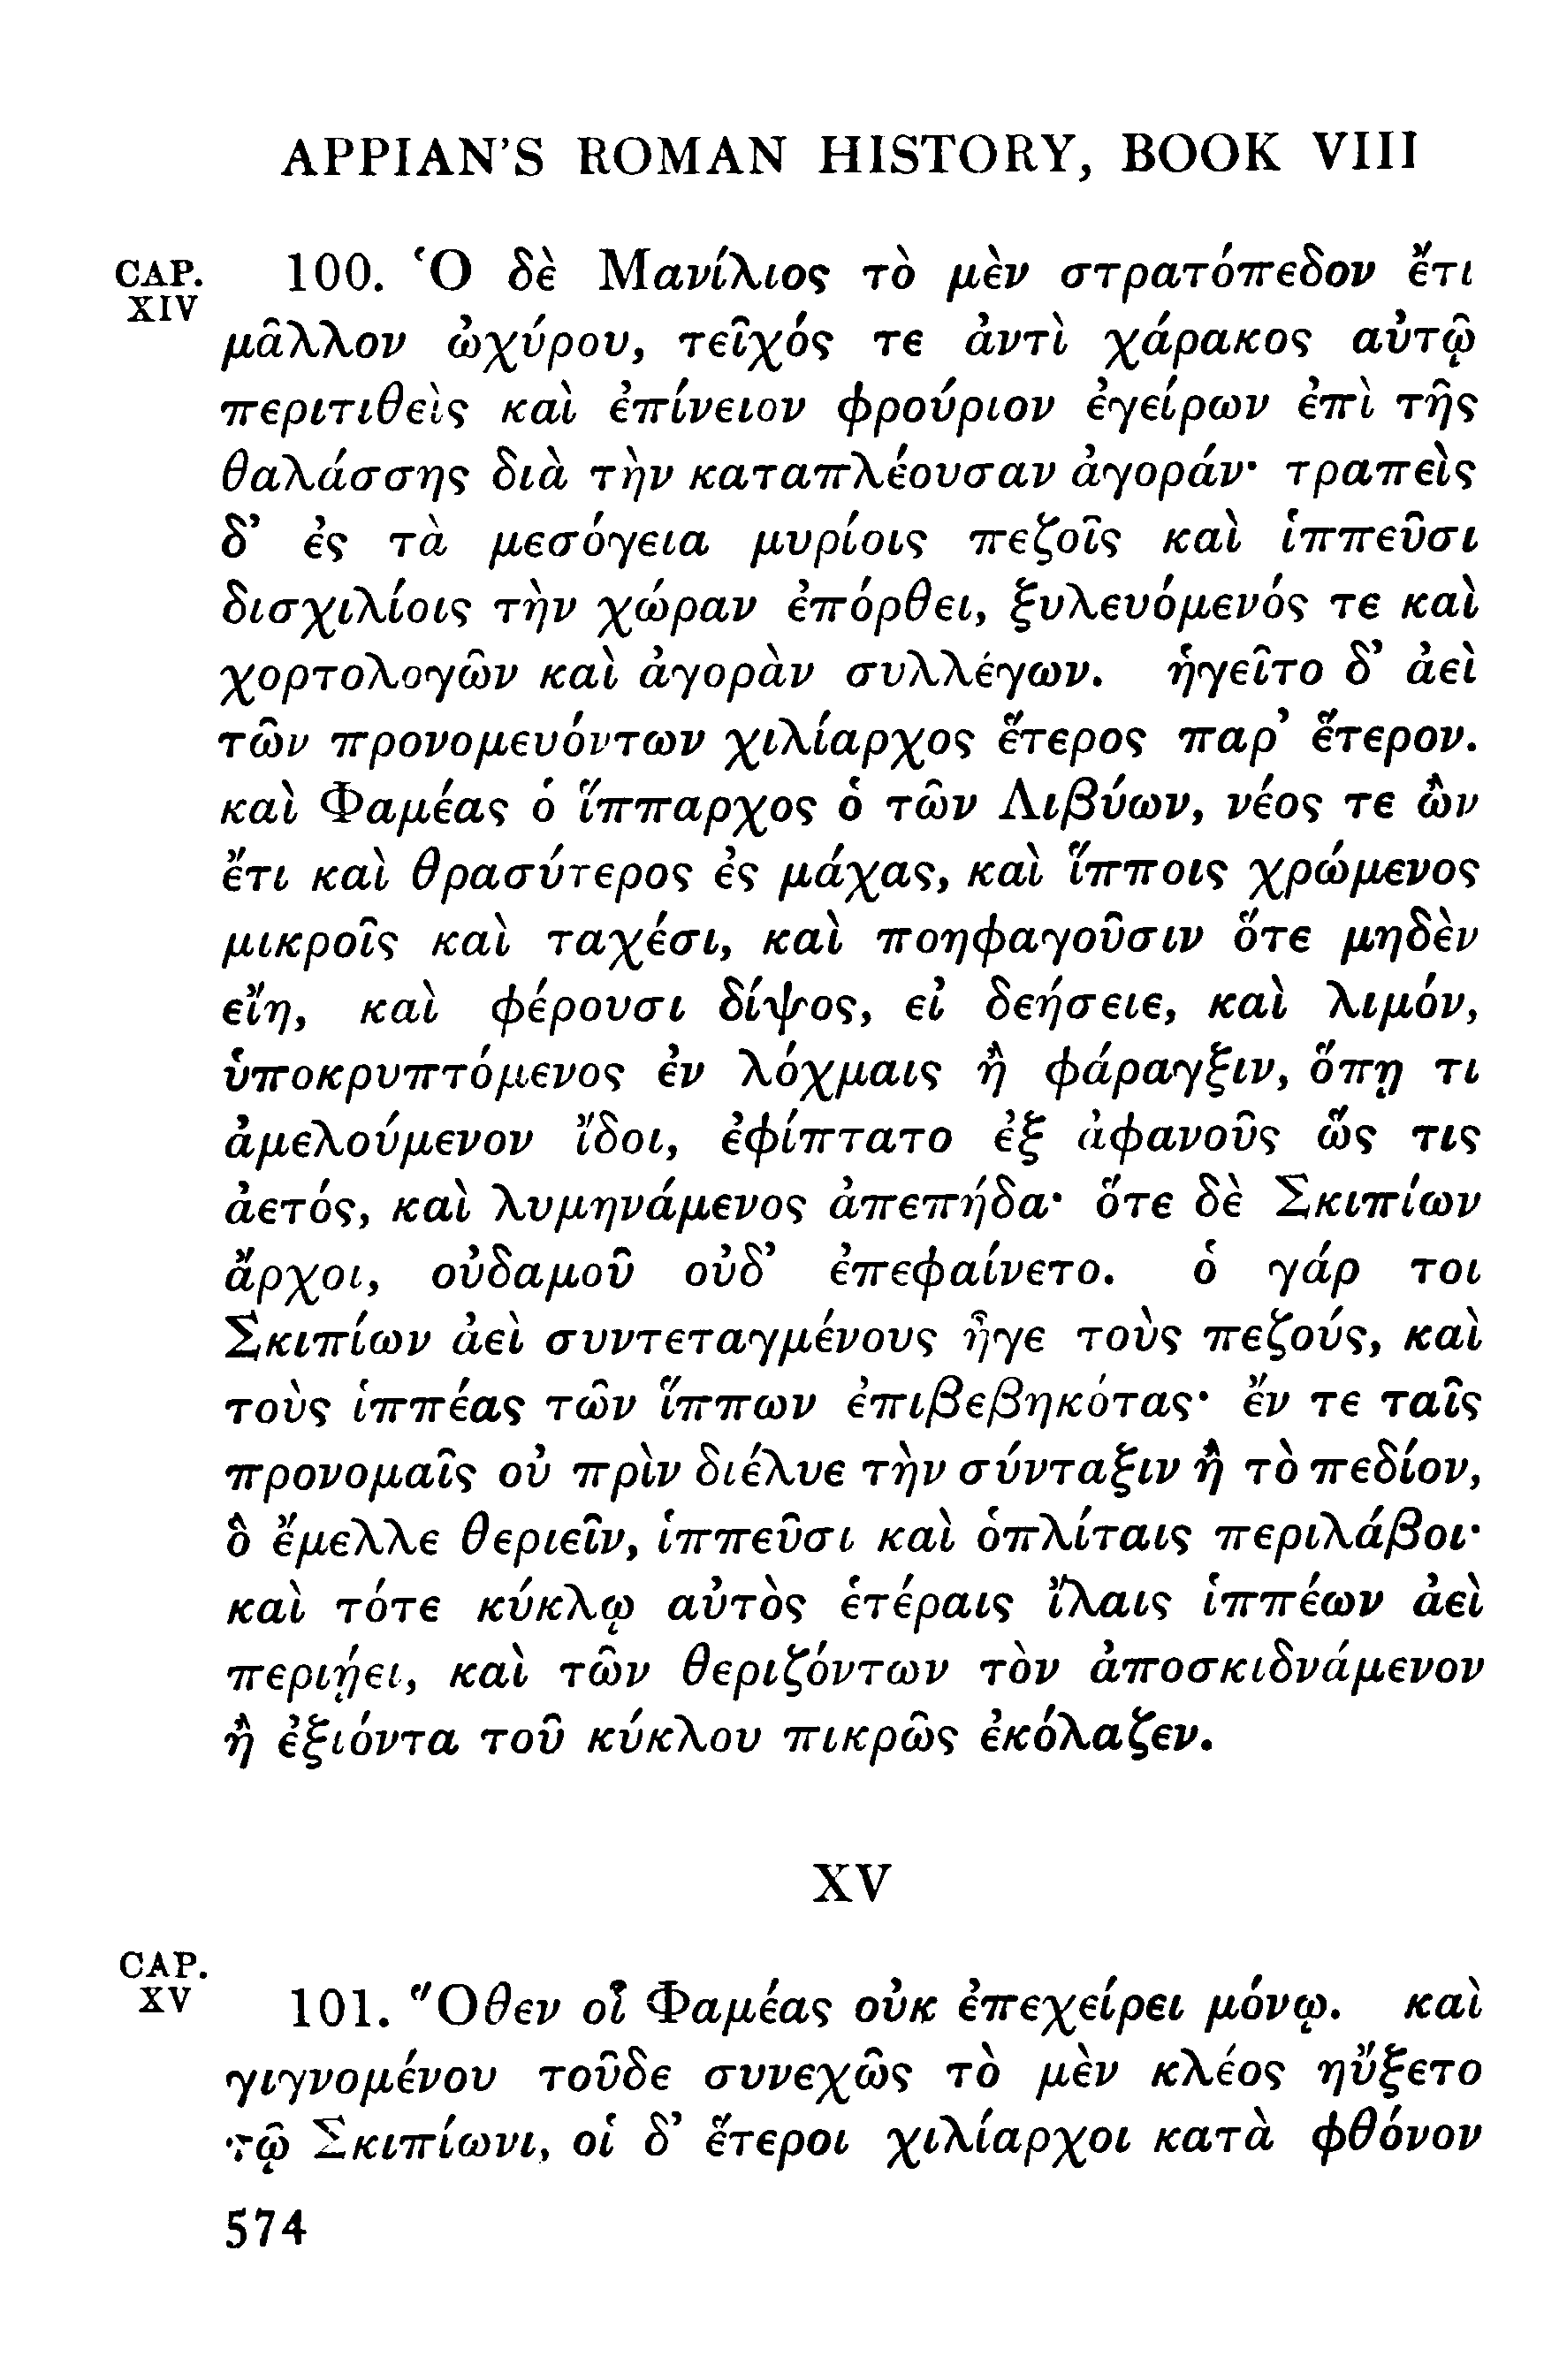 APPIAN'S ROMAN HISTORY, BOOK VIII
CAP. XIV
100. Ὁ δὲ Μανίλιος τὸ μὲν στρατόπεδον ἔτι
μᾶλλον ὠχύρου, τεῖχός τε ἀντὶ χάρακος αὐτῷ
περιτιθεὶς καὶ ἐπίνειον φρούριον ἐγείρων ἐπὶ τῆς
θαλάσσης διὰ τὴν καταπλέουσαν ἀγοράν· τραπεὶς
δ' ἐς τὰ μεσόγεια μυρίοις πεζοῖς καὶ ἱππεῦσι
δισχιλίοις τὴν χώραν ἐπόρθει, ξυλευόμενός τε καὶ
χορτολογῶν καὶ ἀγορὰν συλλέγων. ἡγεῖτο δ' ἀεὶ
τῶν προνομευόντων χιλίαρχος ἕτερος παρ' ἕτερον.
καὶ Φαμέας ὁ ἵππαρχος ὁ τῶν Λιβύων, νέος τε ὢν
ἔτι καὶ θρασύτερος ἐς μάχας, καὶ ἵπποις χρώμενος
μικροῖς καὶ ταχέσι, καὶ ποηφαγοῦσιν ὅτε μηδὲν
εἴη, καὶ φέρουσι δίψος, εἰ δεήσειε, καὶ λιμόν,
ὑποκρυπτόμενος ἐν λόχμαις ἢ φάραγξιν, ὅπῃ τι
ἀμελούμενον ἴδοι, ἐφίπτατο ἐξ ἀφανοῦς ὥς τις
ἀετός, καὶ λυμηνάμενος ἀπεπήδα· ὅτε δὲ Σκιπίων
ἄρχοι, οὐδαμοῦ οὐδ' ἐπεφαίνετο. ὁ γάρ τοι
Σκιπίων ἀεὶ συντεταγμένους ἦγε τοὺς πεζούς, καὶ
τοὺς ἱππέας τῶν ἵππων ἐπιβεβηκότας· ἔν τε ταῖς
προνομαῖς οὐ πρὶν διέλυε τὴν σύνταξιν ἢ τὸ πεδίον,
ὃ ἔμελλε θεριεῖν, ἱππεῦσι καὶ ὁπλίταις περιλάβοι·
καὶ τότε κύκλῳ αὐτὸς ἑτέραις ἴλαις ἱππέων ἀεὶ
περιῄει, καὶ τῶν θεριζόντων τὸν ἀποσκιδνάμενον
ἢ ἐξιόντα τοῦ κύκλου πικρῶς ἐκόλαζεν.
XV
CAP. XV
101. Ὅθεν οἷ Φαμέας οὐκ ἐπεχείρει μόνῳ. καὶ
γιγνομένου τοῦδε συνεχῶς τὸ μὲν κλέος ηὔξετο
τῷ Σκιπίωνι, οἱ δ' ἕτεροι χιλίαρχοι κατὰ φθόνον
574